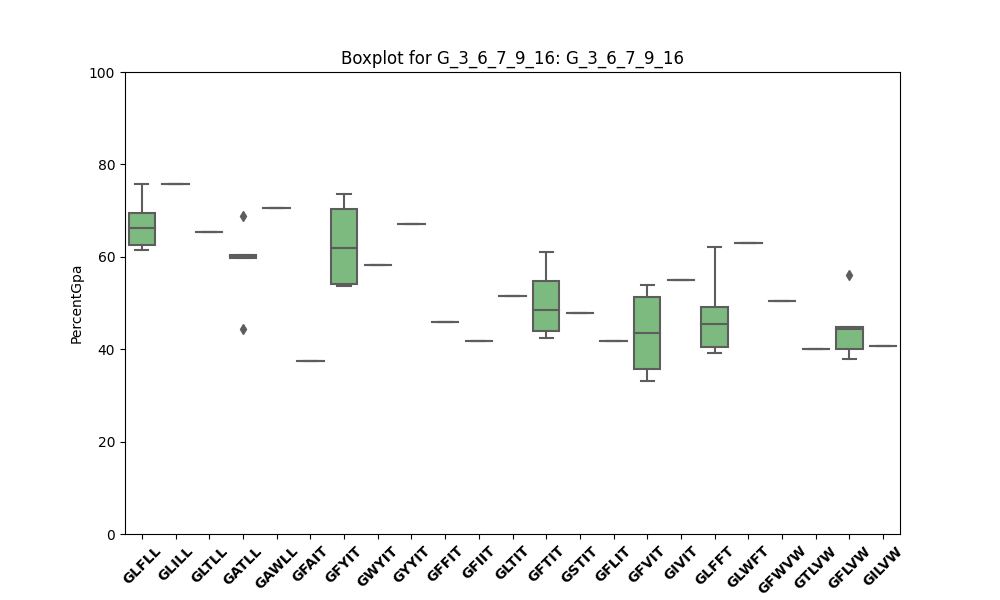 Boxplot for G_3_6_7_9_16: G_3_6_7_9_16
100
80
60
40
20
0
PercentGpa
GLFLL
GLILL
GLTLL
GATLL
GAWLL
GFAIT
GFYIT
GWYIT
GYYIT
GFFIT
GFIIT
GLTIT
GFTIT
GSTIT
GFLIT
GFVIT
GIVIT
GLFFT
GLWFT
GFWVW
GTLVW
GFLVW
GILVW